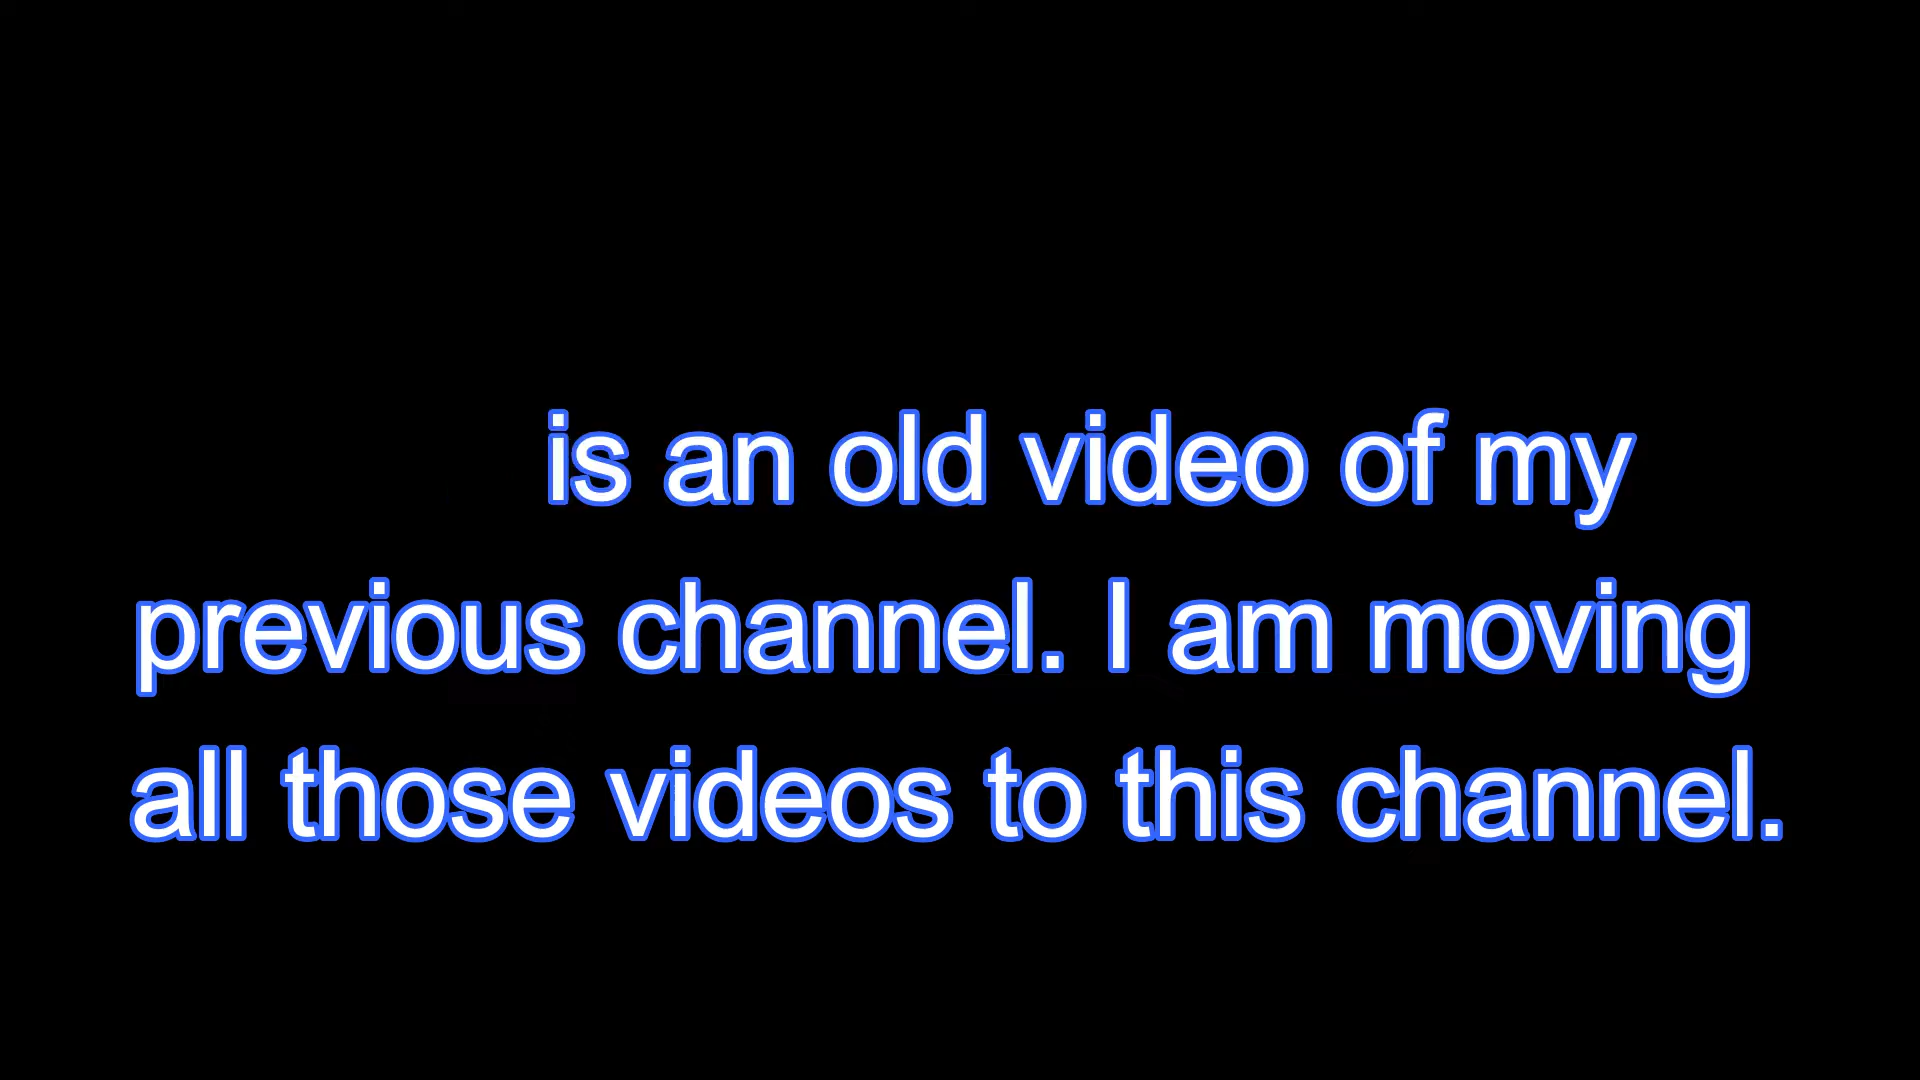 is an old video of my
previous channel. I am moving
all those videos to this channel.